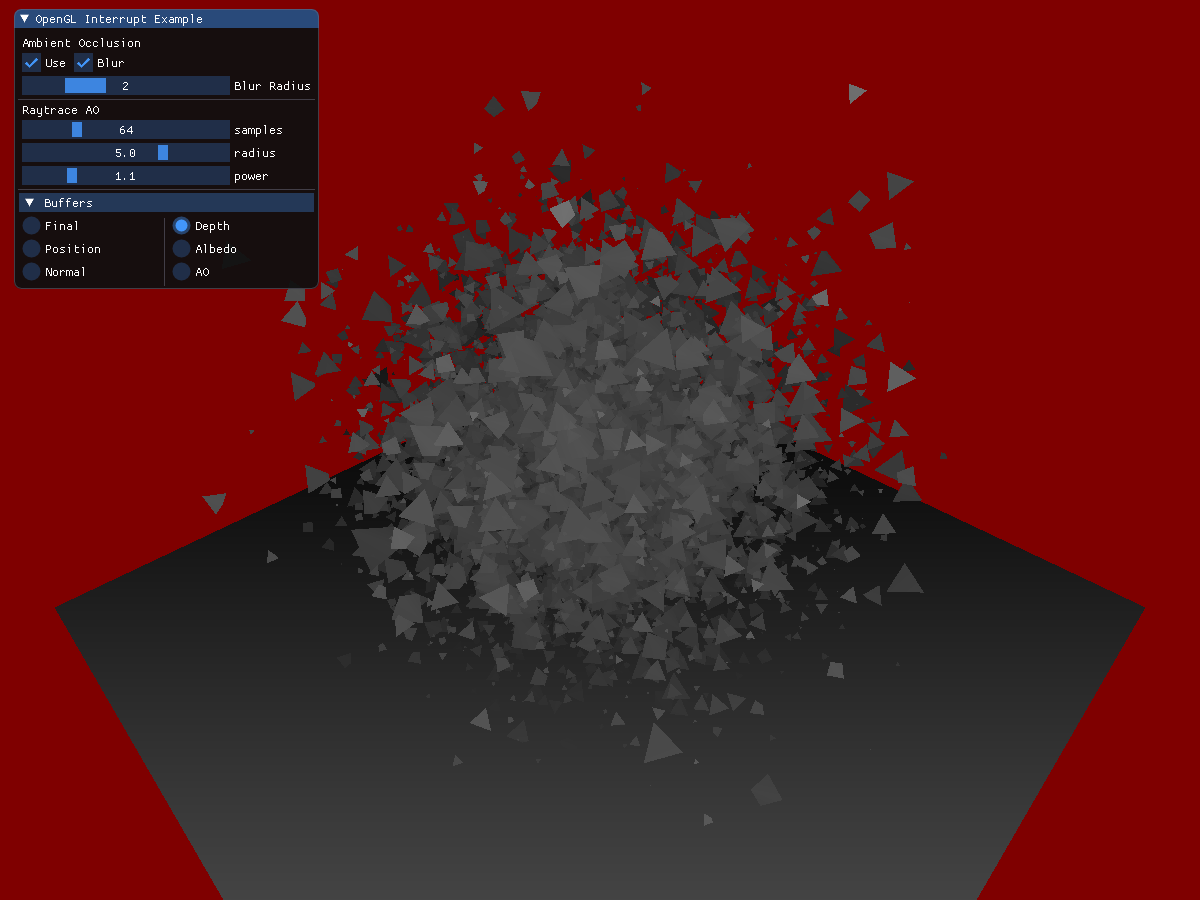 OpenGL Interrupt Example
Ambient Occlusion
Use Blur
2 Blur Radius
Raytrace AO
64 samples
5.0 radius
1.1 power
Buffers
Final Depth
Position Albedo
Normal AO